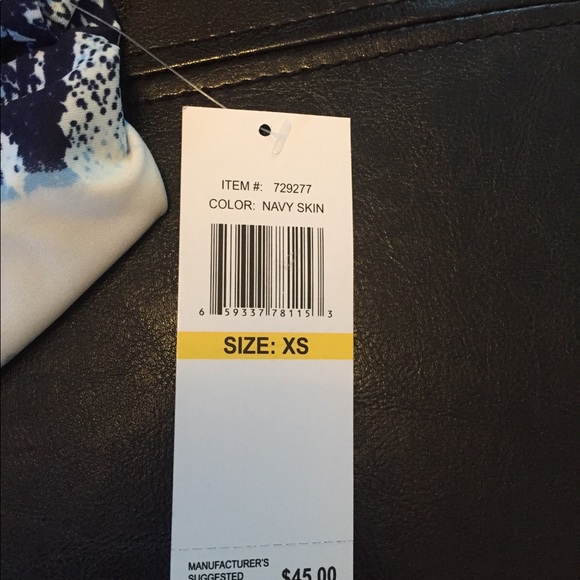 ITEM #: 729277
COLOR: NAVY SKIN
6 59337 78115 3
SIZE: XS
MANUFACTURER'S
SUGGESTED $45.00